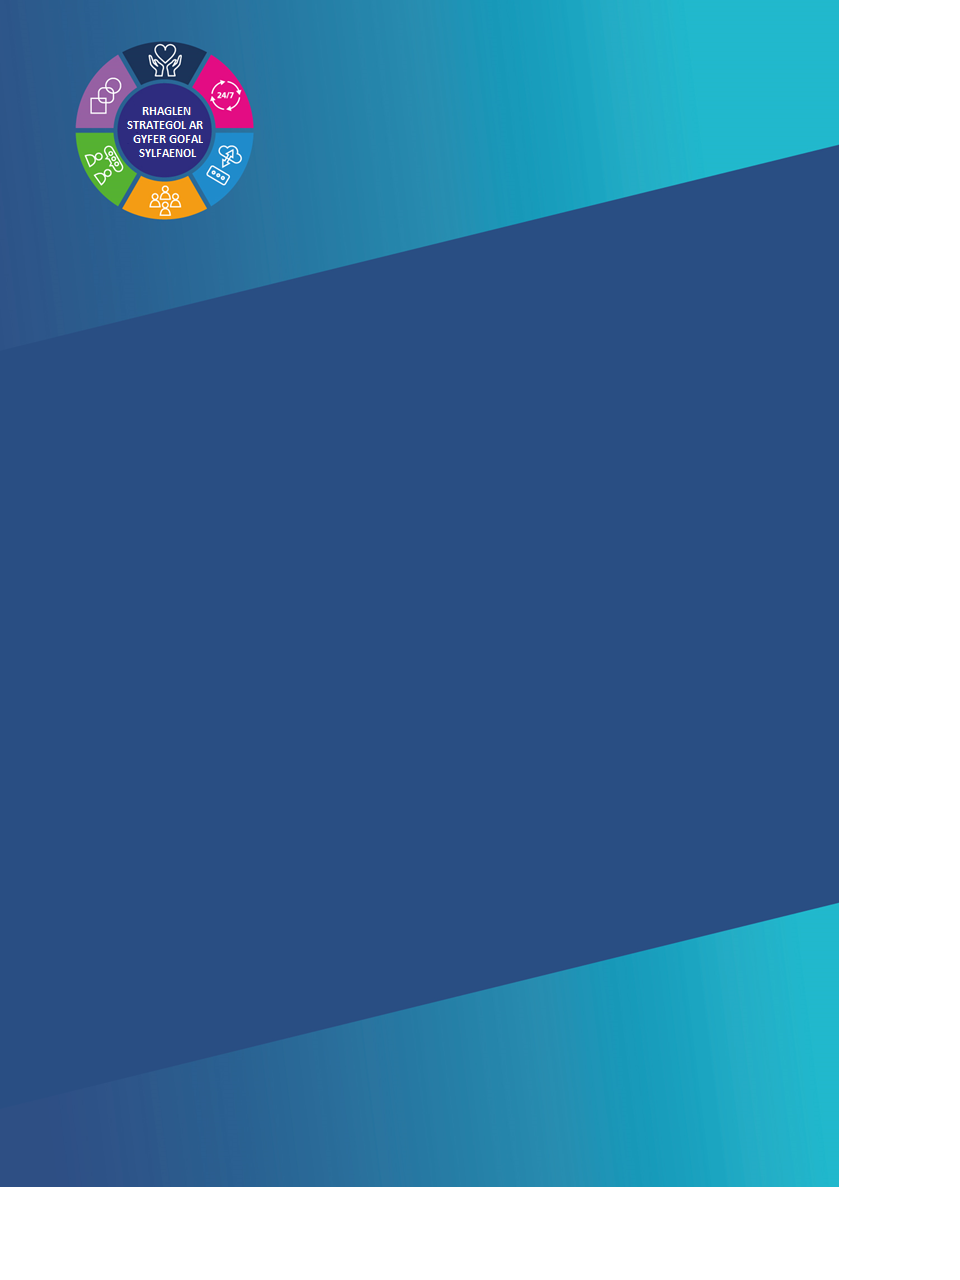 RHAGLEN
STRATEGOL AR
GYFER GOFAL
SYLFAENOL
24/7